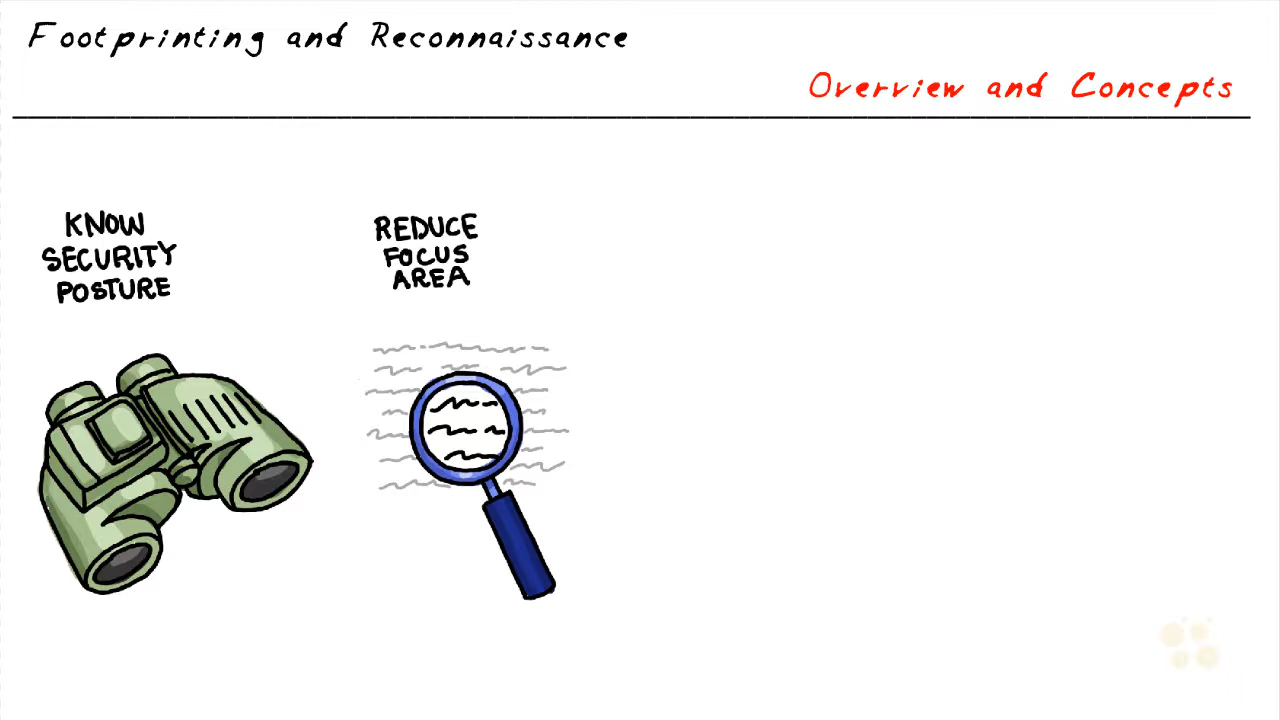 Footprinting and Reconnaissance
Overview and Concepts
KNOW
SECURITY
POSTURE
REDUCE
FOCUS
AREA